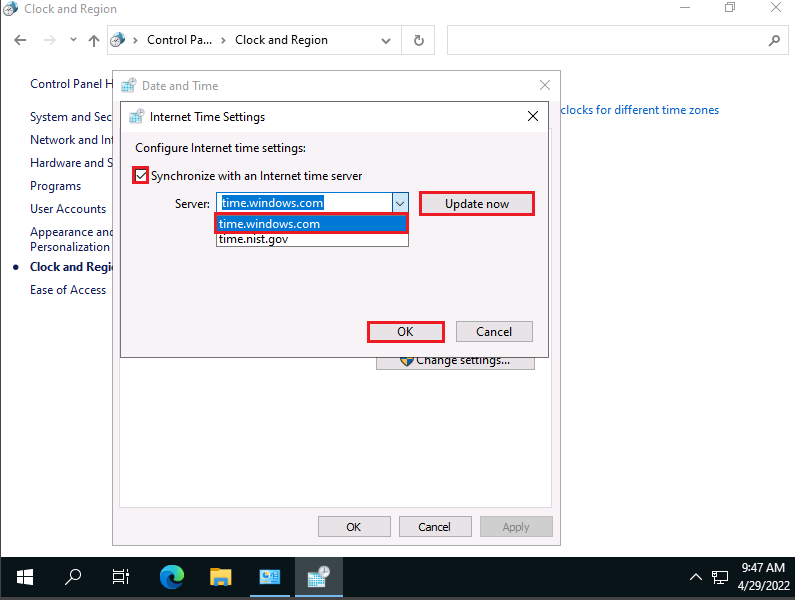 Clock and Region
Control Pa...
Clock and Region
Control Panel H
System and Sec
Network and Int
Hardware and S
Programs
User Accounts
Appearance and
Personalization
Clock and Regi
Ease of Access
clocks for different time zones
Date and Time
Internet Time Settings
Configure Internet time settings:
Synchronize with an Internet time server
Server:
time.windows.com
Update now
time.windows.com
time.nist.gov
OK
Cancel
Change settings...
OK
Cancel
Apply
9:47 AM
4/29/2022